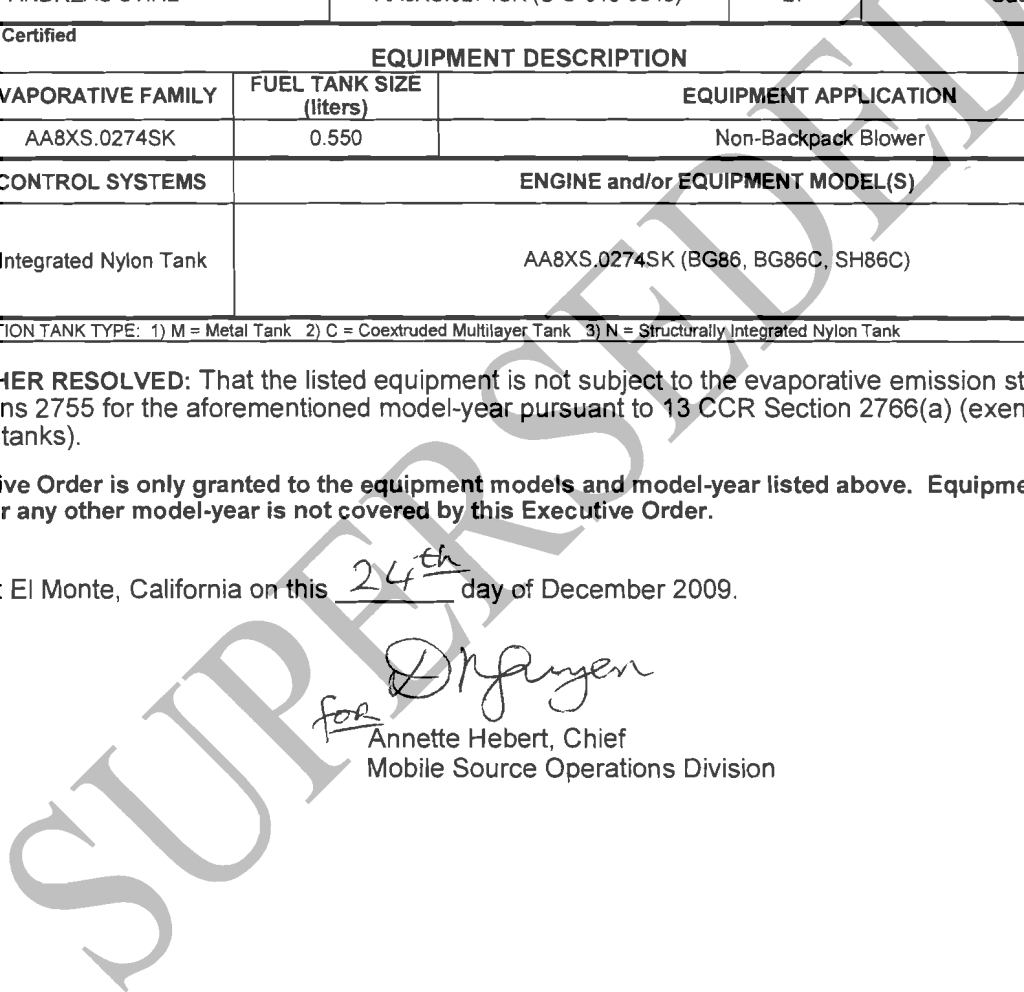 Certified
EQUIPMENT DESCRIPTION
VAPORATIVE FAMILY FUEL TANK SIZE (liters) EQUIPMENT APPLICATION
AA8XS.0274SK 0.550 Non-Backpack Blower
CONTROL SYSTEMS ENGINE and/or EQUIPMENT MODEL(S)
Integrated Nylon Tank AA8XS.0274SK (BG86, BG86C, SH86C)
ION TANK TYPE: 1) M = Metal Tank 2) C = Coextruded Multilayer Tank 3) N = Structurally Integrated Nylon Tank
HER RESOLVED: That the listed equipment is not subject to the evaporative emission st
ns 2755 for the aforementioned model-year pursuant to 13 CCR Section 2766(a) (exen
tanks).
ive Order is only granted to the equipment models and model-year listed above. Equipme
r any other model-year is not covered by this Executive Order.
: El Monte, California on this 24th day of December 2009.
DNguyen
for
Annette Hebert, Chief
Mobile Source Operations Division
SUPERSEDED